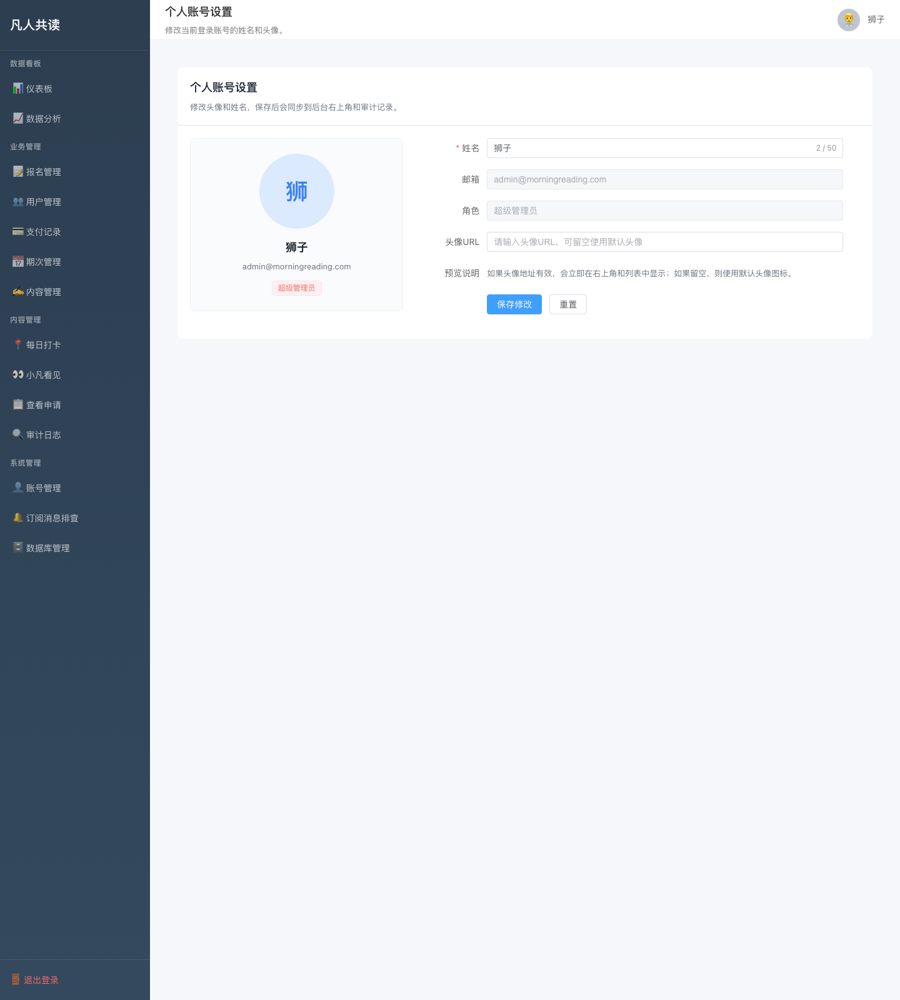 凡人共读
数据看板
仪表板
数据分析
业务管理
报名管理
用户管理
支付记录
期次管理
内容管理
内容管理
每日打卡
小凡看见
查看申请
审计日志
系统管理
账号管理
订阅消息排查
数据库管理
退出登录
个人账号设置
修改当前登录账号的姓名和头像。
狮子
个人账号设置
修改头像和姓名，保存后会同步到后台右上角和审计记录。
狮
狮子
admin@morningreading.com
超级管理员
* 姓名 狮子 2 / 50
邮箱 admin@morningreading.com
角色 超级管理员
头像URL 请输入头像URL，可留空使用默认头像
预览说明 如果头像地址有效，会立即在右上角和列表中显示；如果留空，则使用默认头像图标。
保存修改 重置